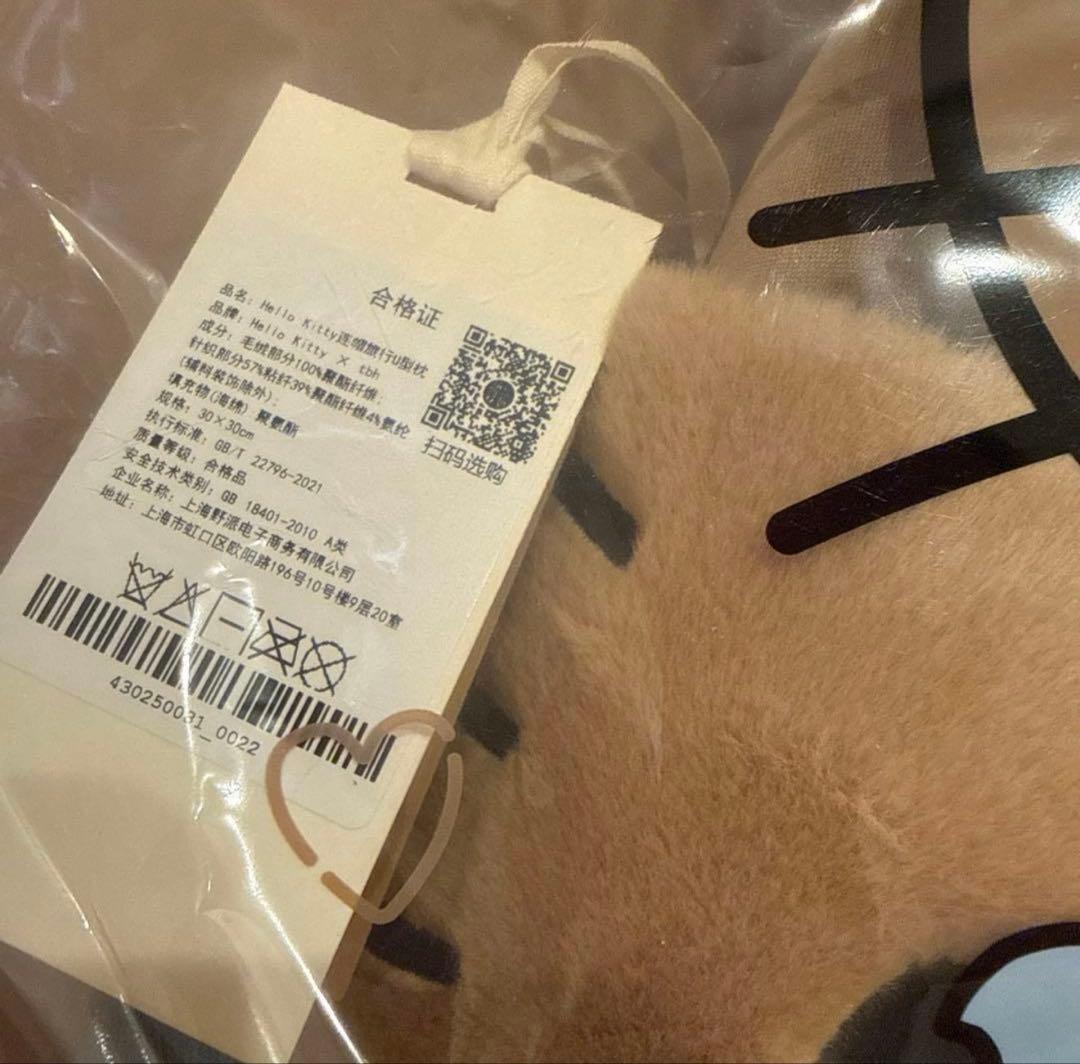 合格证
品名：Hello Kitty连帽旅行U型枕
品牌：Hello Kitty × tbh
成分：毛绒部分100%聚酯纤维；
针织部分57%粘纤39%聚酯纤维4%氨纶
(辅料装饰除外)；
填充物(海绵) 聚氨酯
规格：30×30cm
执行标准：GB/T 22796-2021
质量等级：合格品
安全技术类别：GB 18401-2010 A类
企业名称：上海野派电子商务有限公司
地址：上海市虹口区欧阳路196号10号楼9层20室
扫码选购
430250031_0022